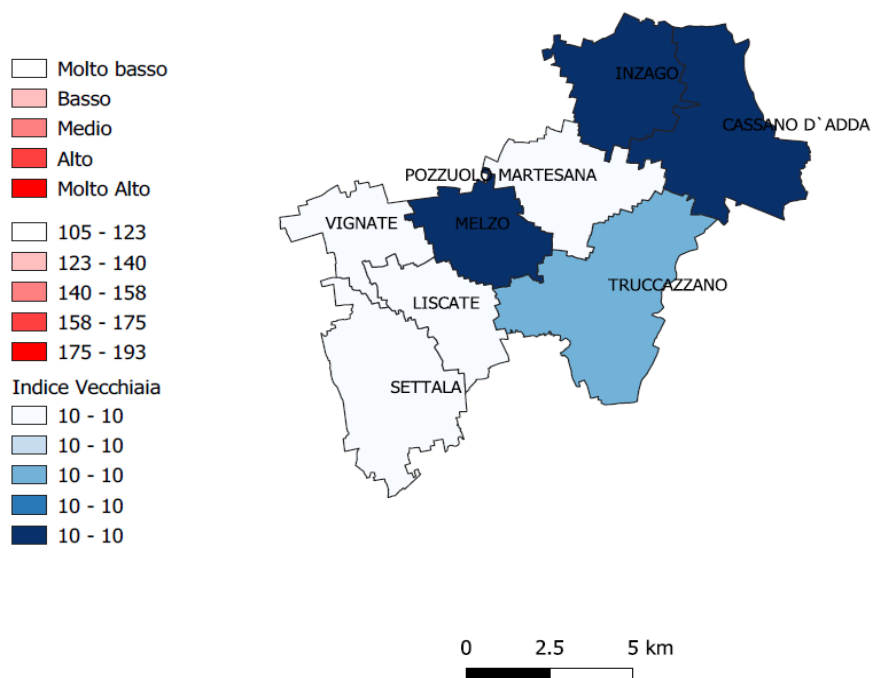 Molto basso
Basso
Medio
Alto
Molto Alto
105 - 123
123 - 140
140 - 158
158 - 175
175 - 193
Indice Vecchiaia
10 - 10
10 - 10
10 - 10
10 - 10
10 - 10
INZAGO
CASSANO D`ADDA
POZZUOLO MARTESANA
VIGNATE
MELZO
TRUCCAZZANO
LISCATE
SETTALA
0 2.5 5 km